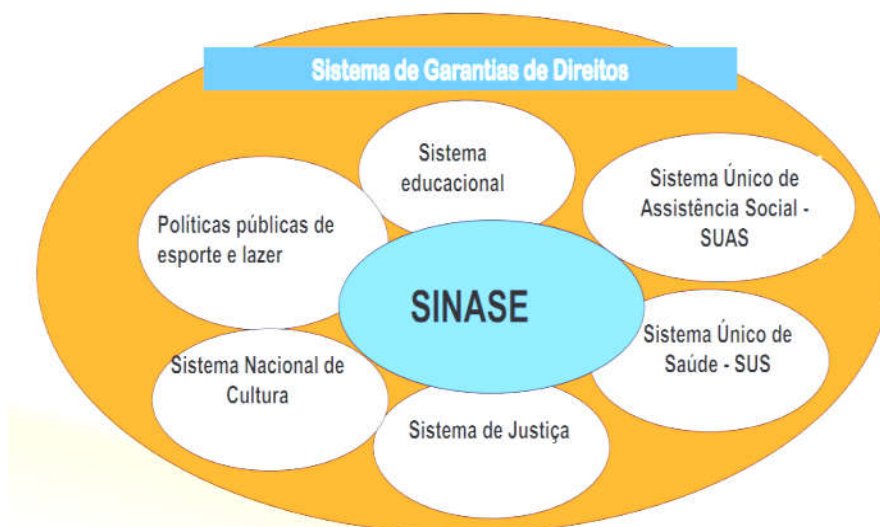 Sistema de Garantias de Direitos
Sistema
educacional
Sistema Único de
Assistência Social -
SUAS
Políticas públicas de
esporte e lazer
SINASE
Sistema Único de
Saúde - SUS
Sistema Nacional de
Cultura
Sistema de Justiça